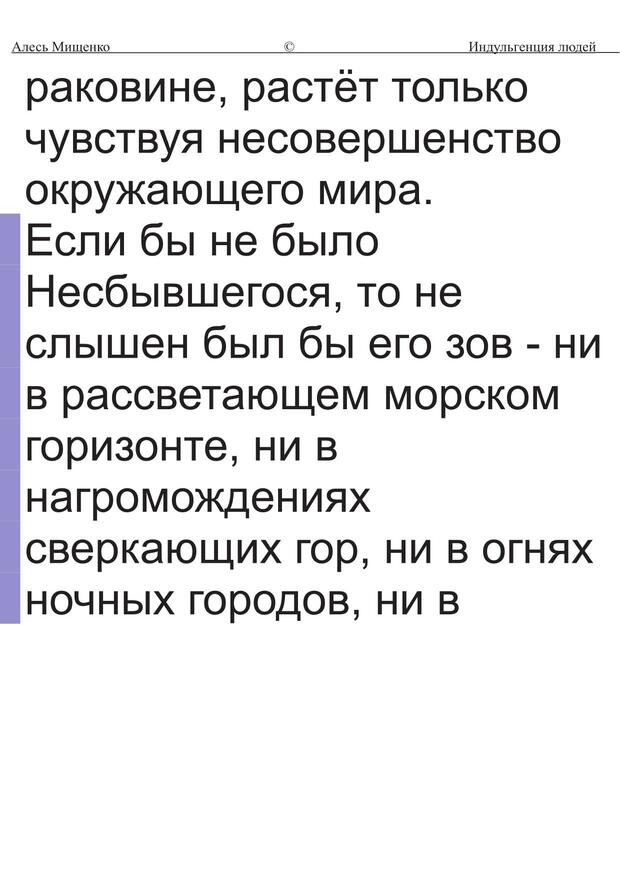 Алесь Мищенко © Индульгенция людей
раковине, растёт только
чувствуя несовершенство
окружающего мира.
Если бы не было
Несбывшегося, то не
слышен был бы его зов - ни
в рассветающем морском
горизонте, ни в
нагромождениях
сверкающих гор, ни в огнях
ночных городов, ни в